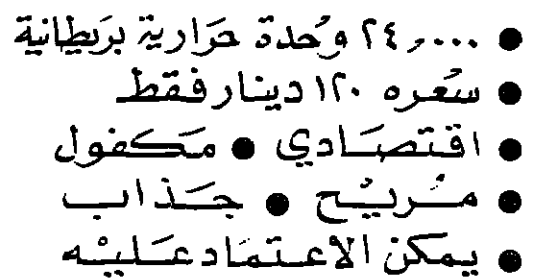 ● ٢٤,٠٠٠ وحدة حرارية بريطانية
● سعره ١٢٠ دينار فقط
● اقتصادي ● مكفول
● مريح ● جذاب
● يمكن الاعتماد عليه